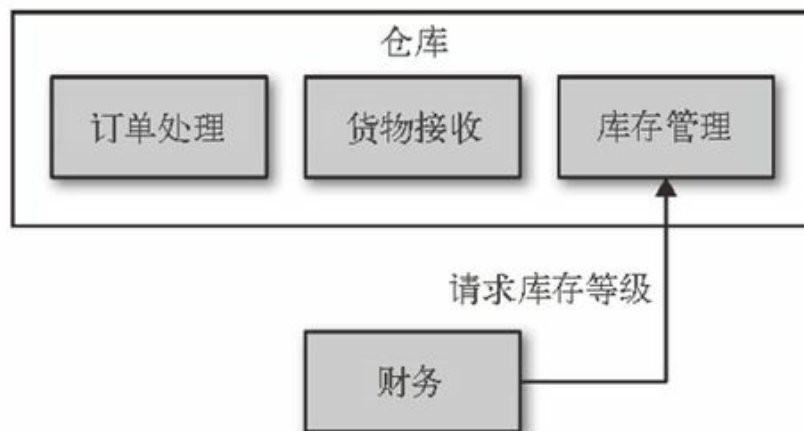 仓库
订单处理
货物接收
库存管理
请求库存等级
财务